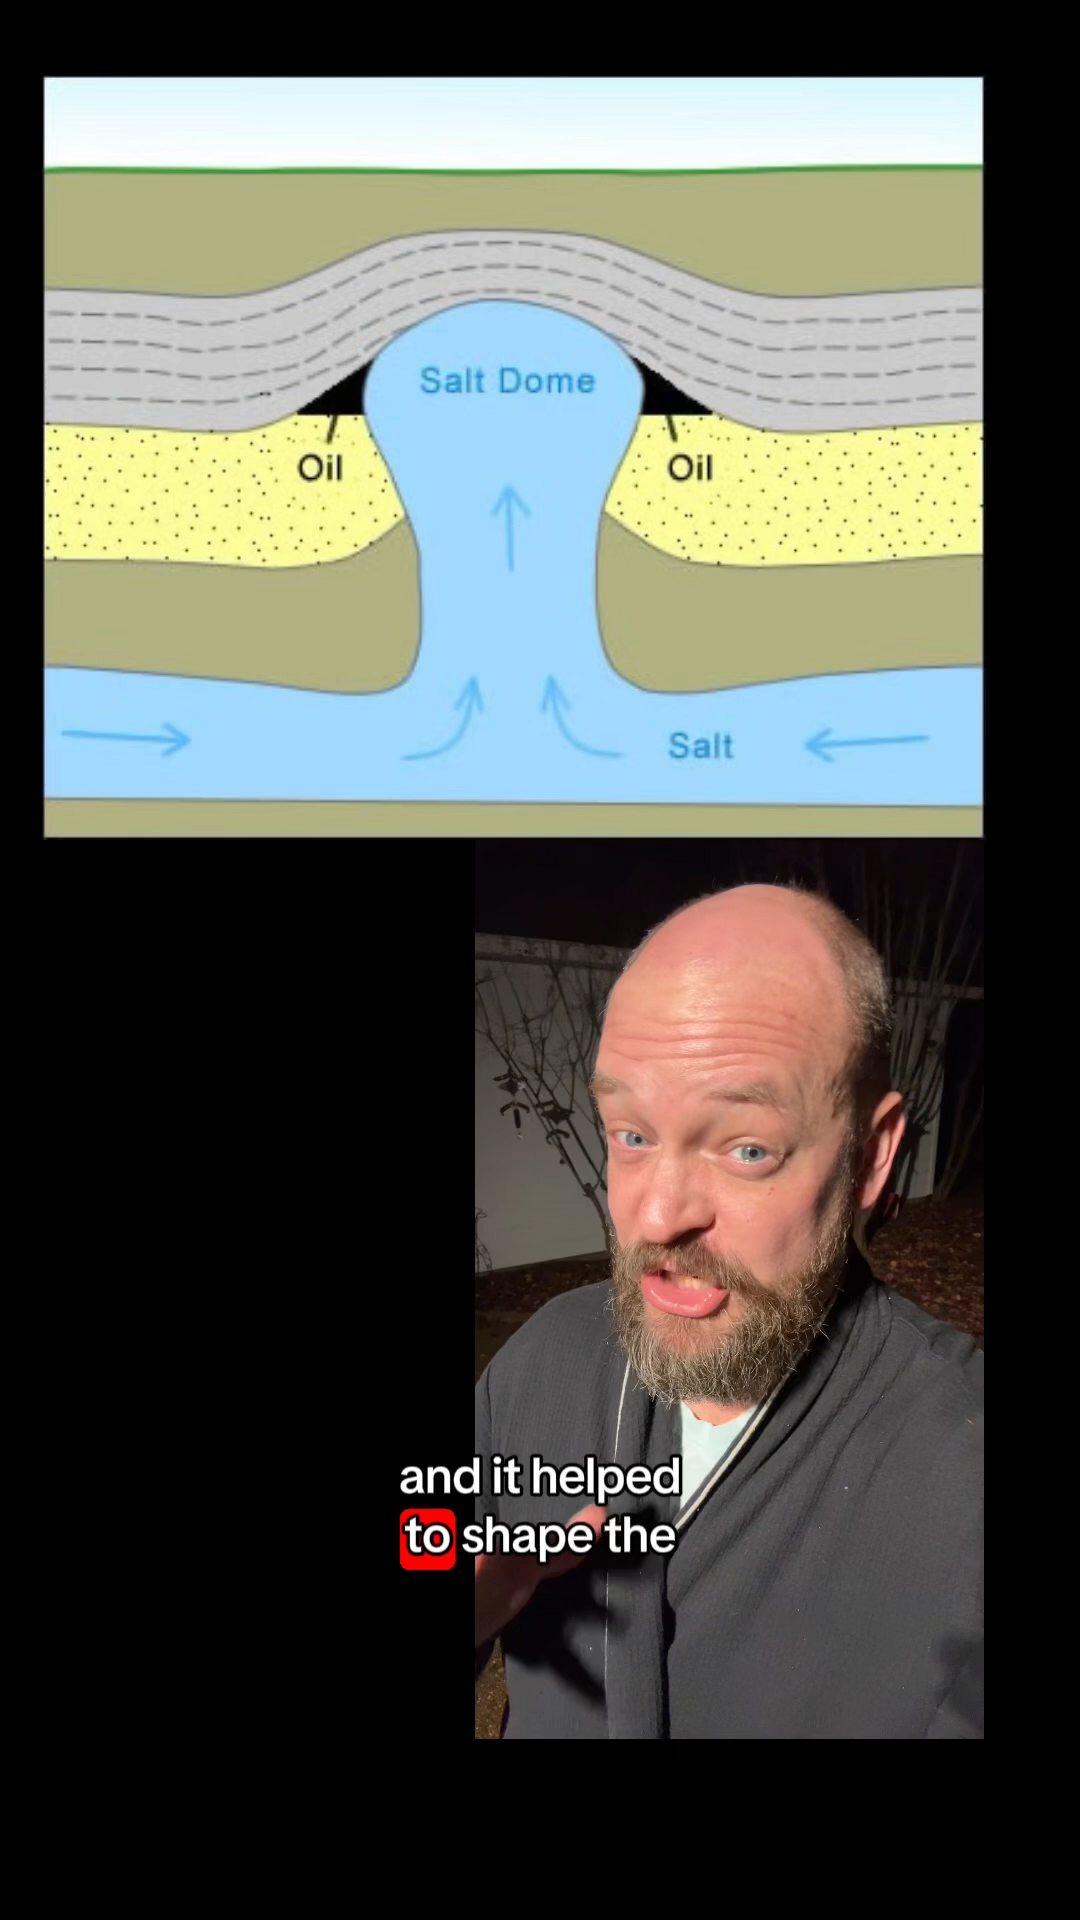 Salt Dome
Oil
Oil
Salt
and it helped
to shape the